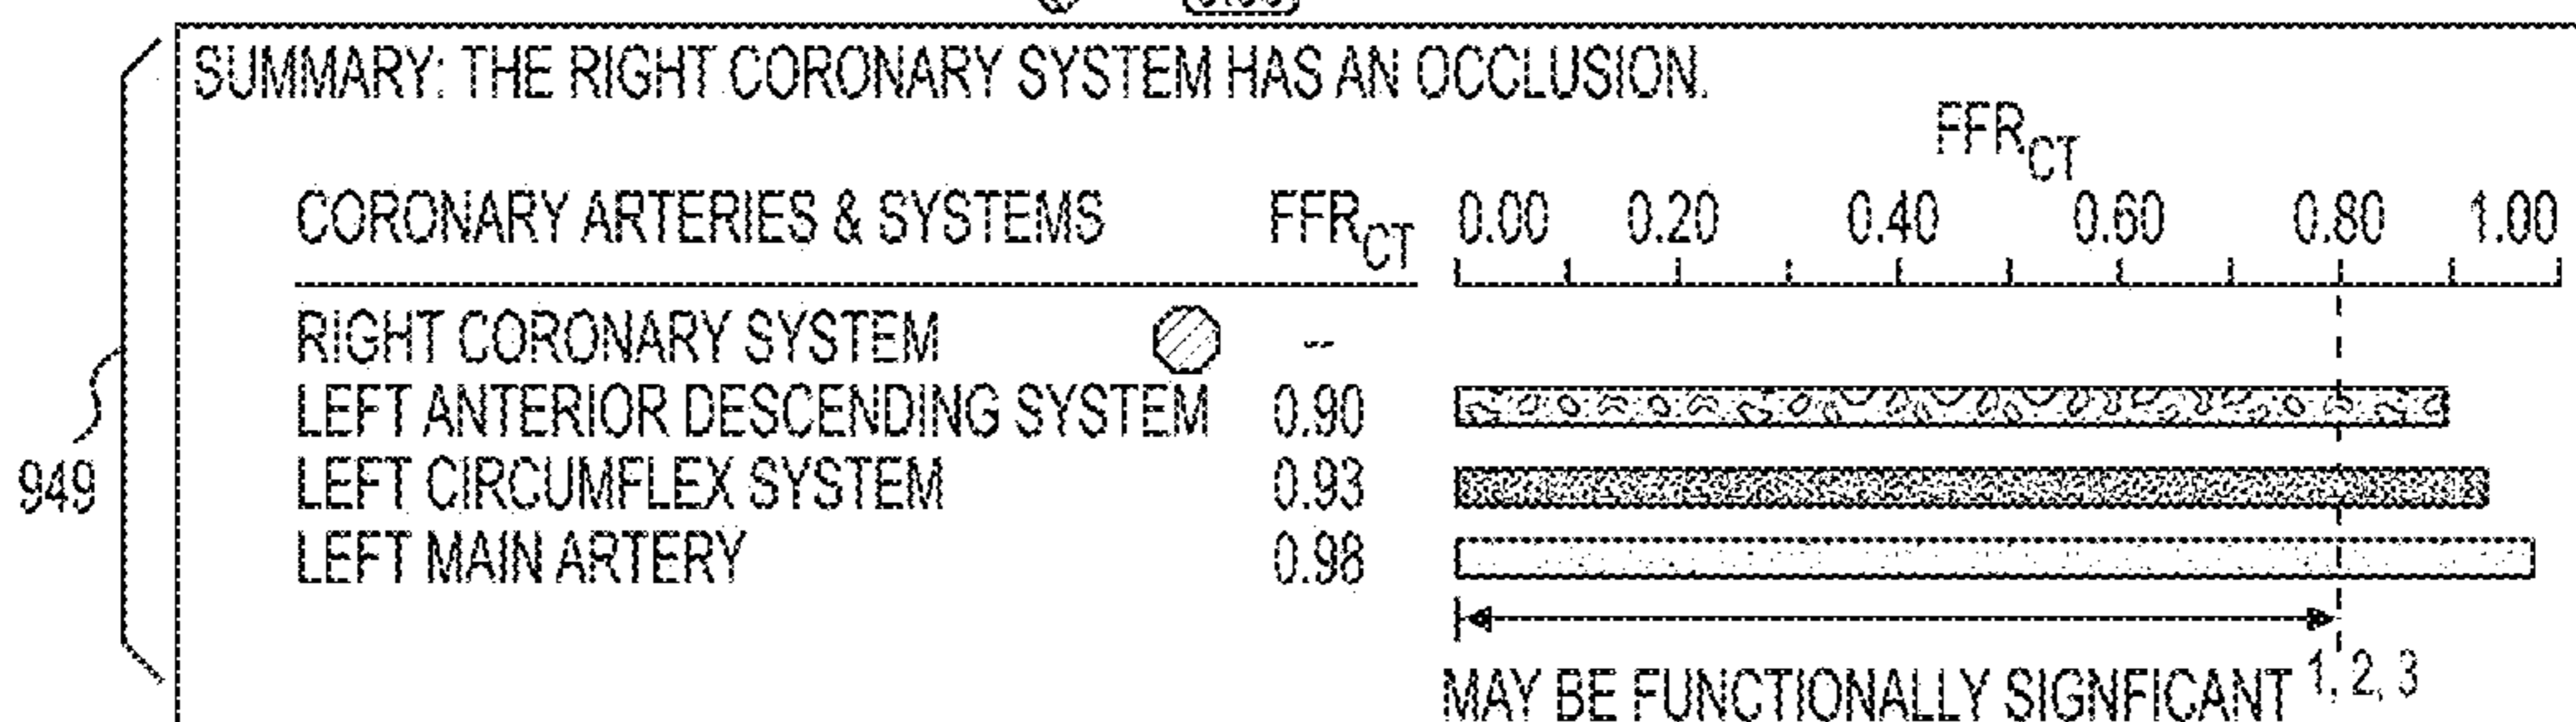 SUMMARY: THE RIGHT CORONARY SYSTEM HAS AN OCCLUSION.
FFRCT
CORONARY ARTERIES & SYSTEMS FFRCT 0.00 0.20 0.40 0.60 0.80 1.00
RIGHT CORONARY SYSTEM --
LEFT ANTERIOR DESCENDING SYSTEM 0.90
LEFT CIRCUMFLEX SYSTEM 0.93
949
LEFT MAIN ARTERY 0.98
MAY BE FUNCTIONALLY SIGNFICANT 1, 2, 3